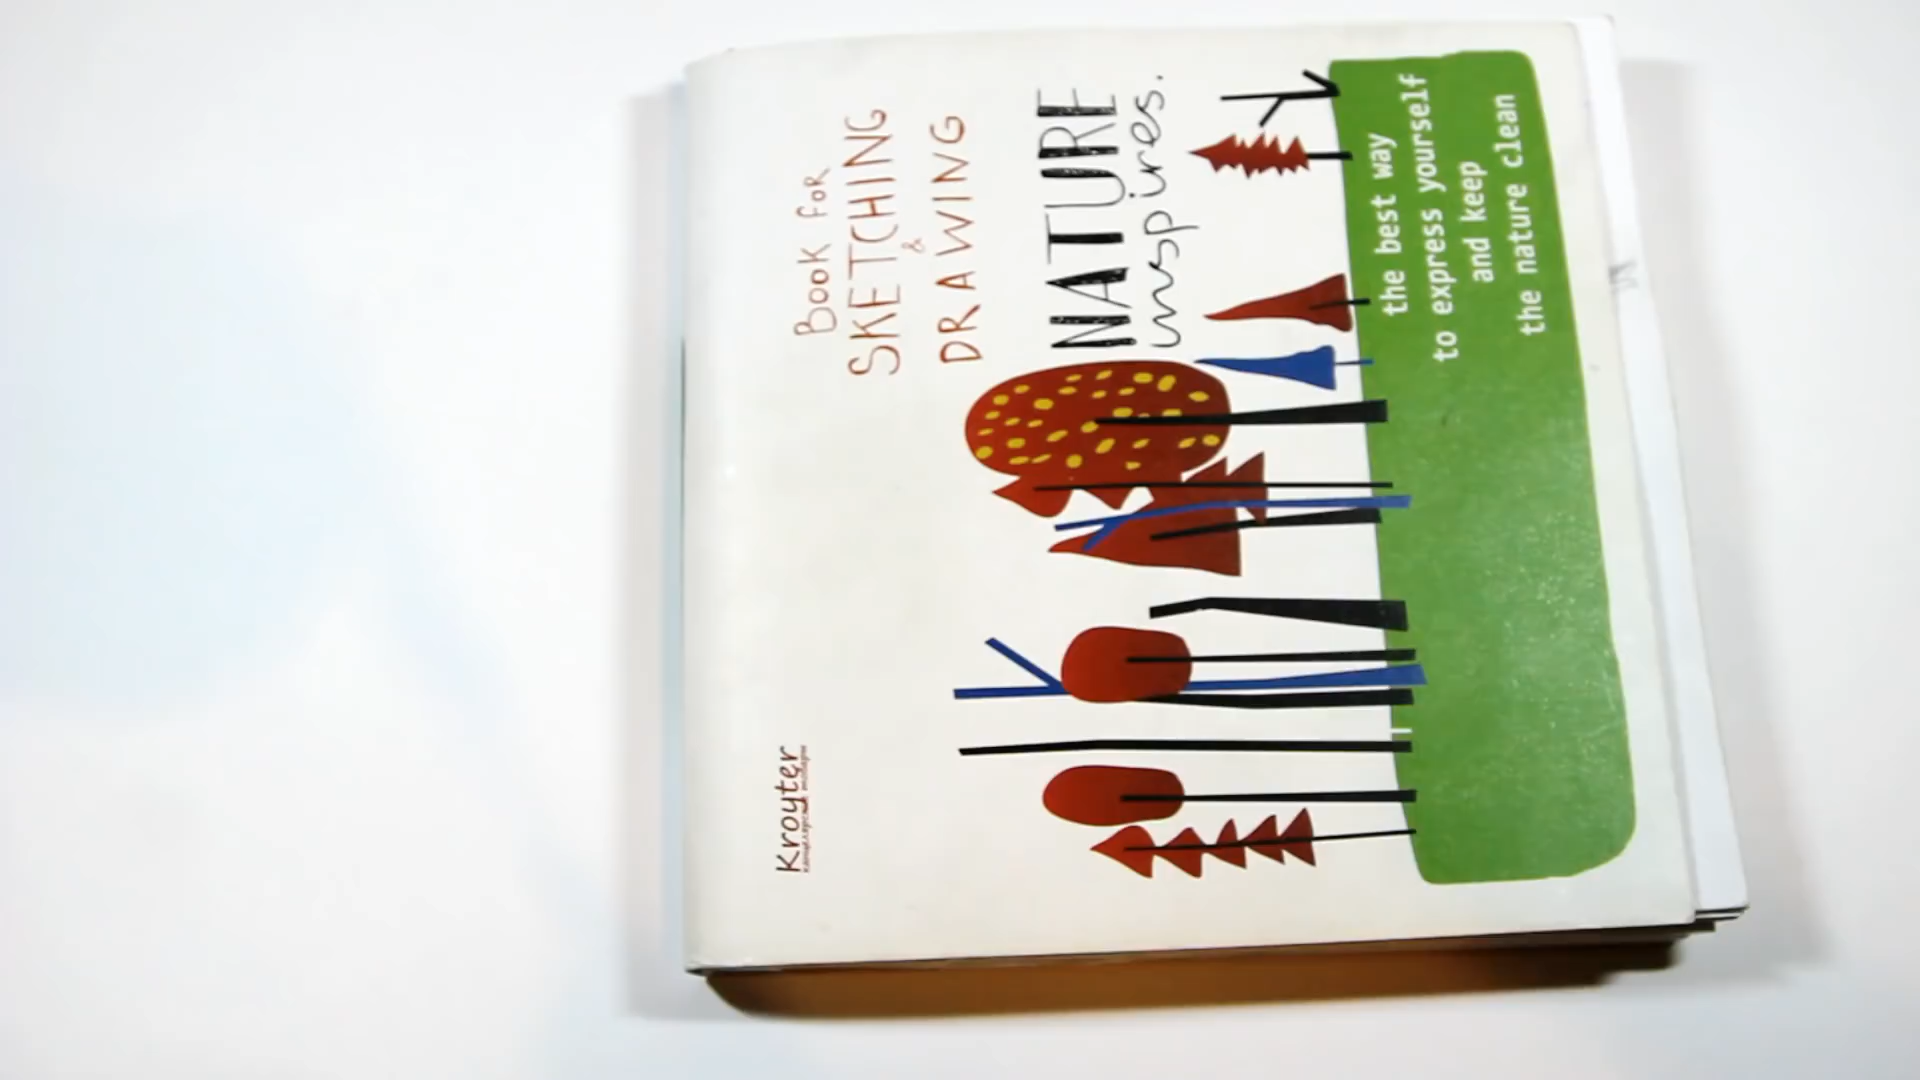 Kroyter
Book for
SKETCHING
&
DRAWING
NATURE
inspires.
the best way
to express yourself
and keep
the nature clean